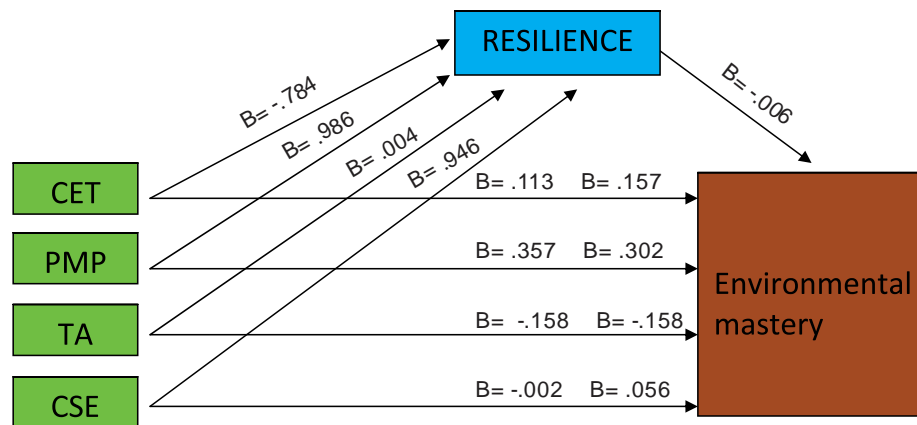 RESILIENCE
B= -.784
B= .986
B= .004
B= .946
B= -.006
CET
B= .113 B= .157
PMP
B= .357 B= .302
Environmental
mastery
TA
B= -.158 B= -.158
CSE
B= -.002 B= .056